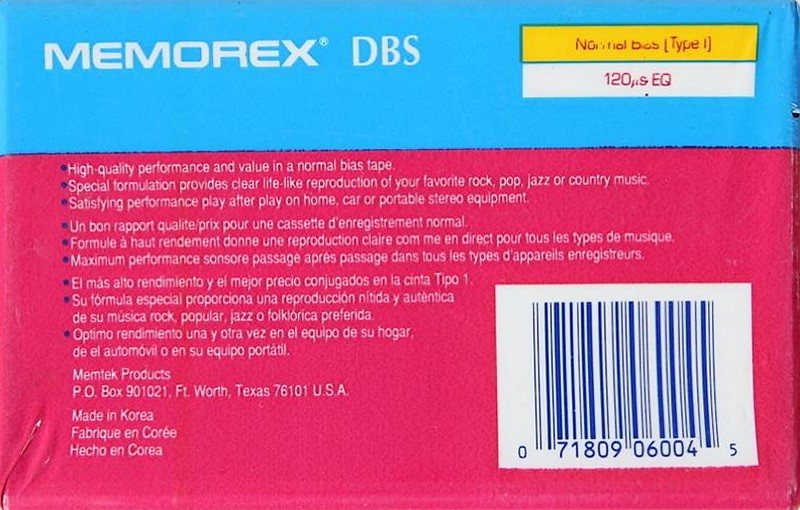 MEMOREX® DBS
Normal Bias [Type I]
120µs EQ
•High-quality performance and value in a normal bias tape.
•Special formulation provides clear life-like reproduction of your favorite rock, pop, jazz or country music.
•Satisfying performance play after play on home, car or portable stereo equipment.
•Un bon rapport qualite/prix pour une cassette d'enregistrement normal.
•Formule à haut rendement donne une reproduction claire com me en direct pour tous les types de musique.
•Maximum performance sonsore passage après passage dans tous les types d'appareils enregistreurs.
•El más alto rendimiento y el mejor precio conjugados en la cinta Tipo 1.
•Su fórmula especial proporciona una reproducción nítida y auténtica
de su música rock, popular, jazz o folklórica preferida.
•Optimo rendimiento una y otra vez en el equipo de su hogar,
de el automóvil o en su equipo portátil.
Memtek Products
P.O. Box 901021, Ft. Worth, Texas 76101 U.S.A.
Made in Korea
Fabrique en Corée
Hecho en Corea
0 71809 06004 5